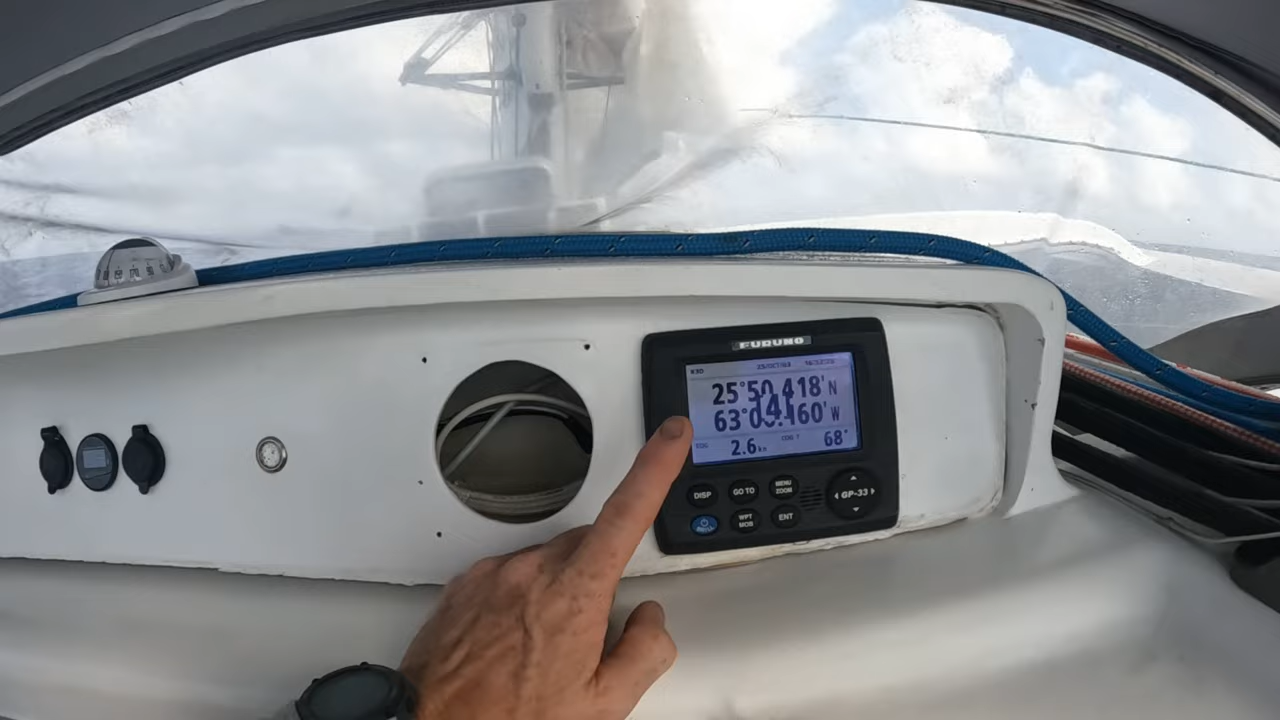 FURUNO
25°50.418' N
63°0 .460' W
2.6 kn
68°
DISP
GO TO
MENU
ZOOM
WPT
MOB
ENT
GP-33